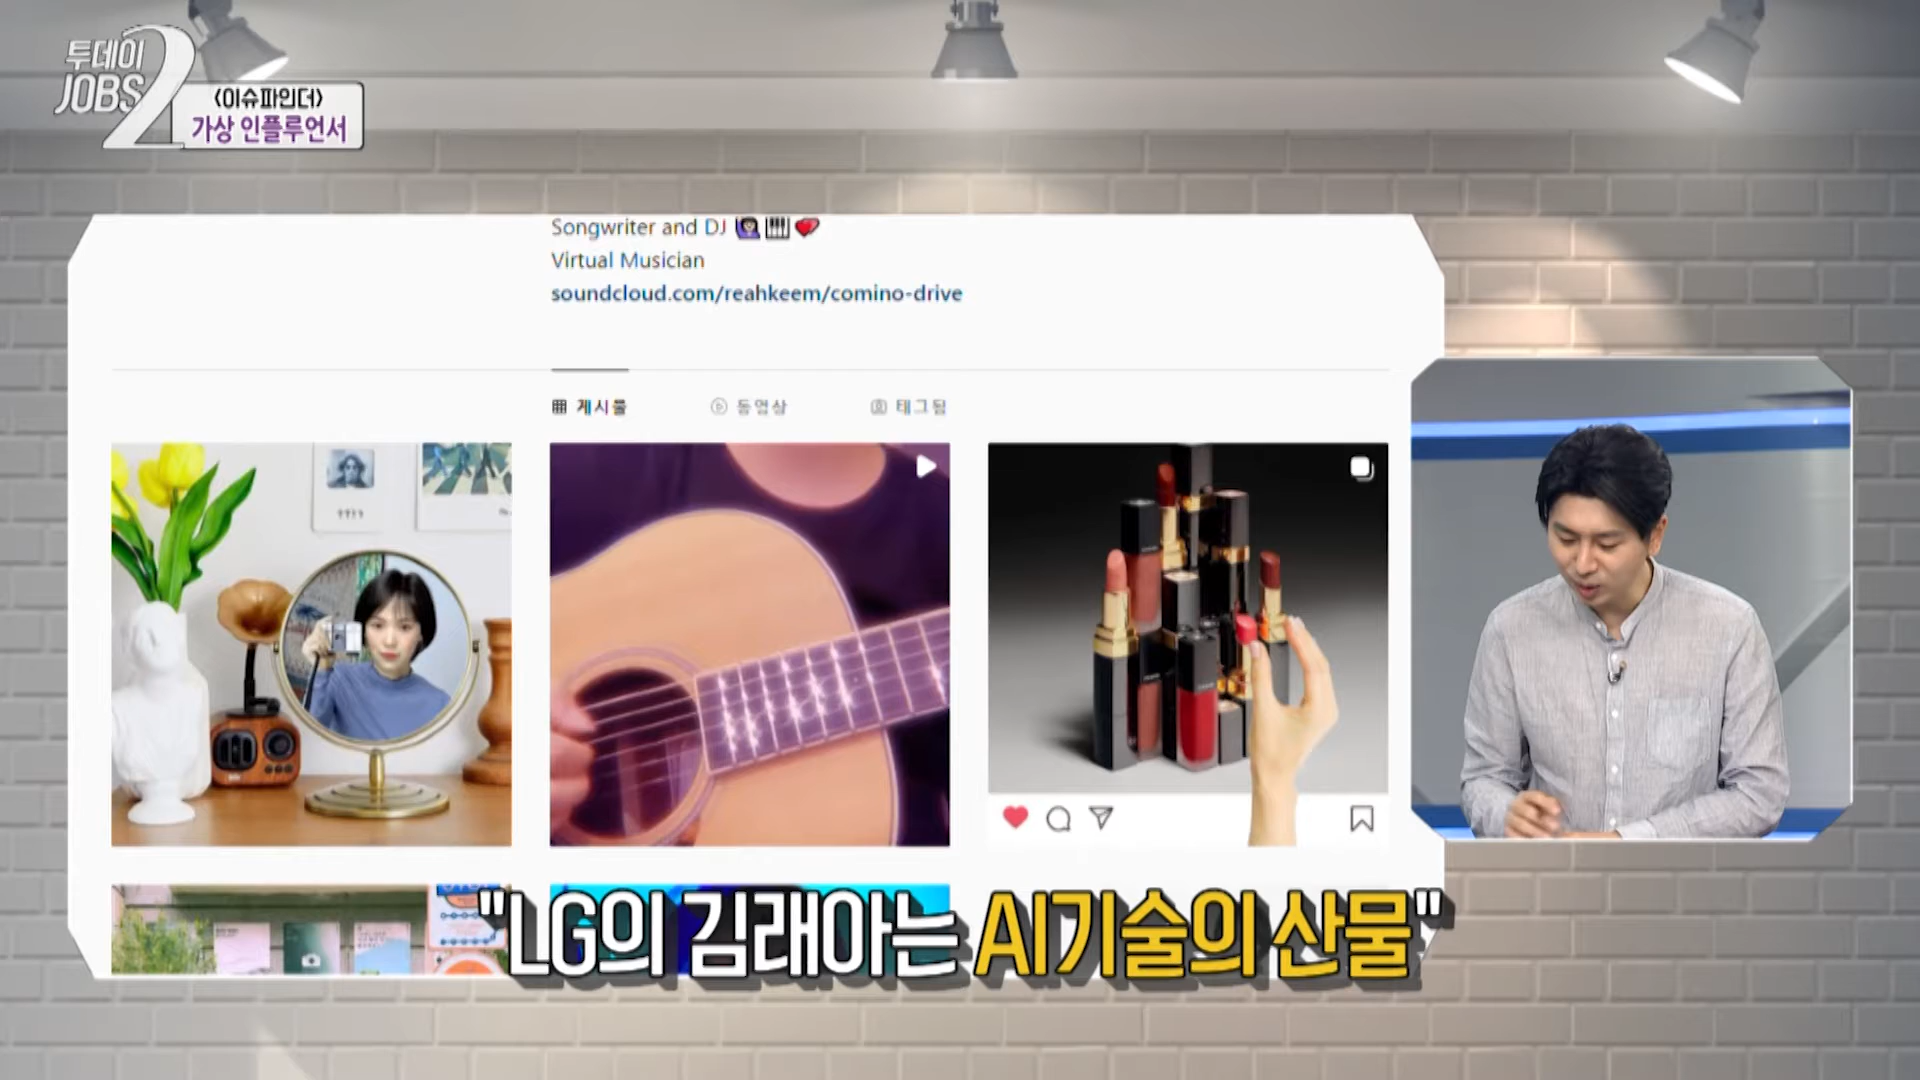 투데이
JOBS 2
<이슈파인더>
가상 인플루언서
Songwriter and DJ
Virtual Musician
soundcloud.com/reahkeem/comino-drive
게시물
동영상
태그됨
"LG의 김래아는 AI기술의 산물"